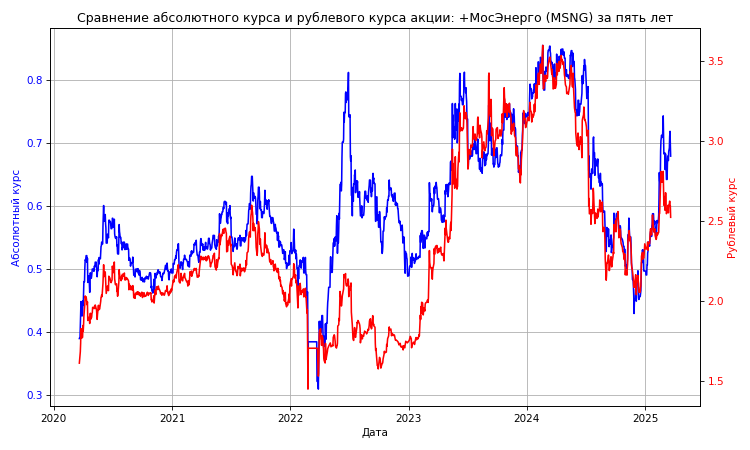 Сравнение абсолютного курса и рублевого курса акции: +МосЭнерго (MSNG) за пять лет
0.8
0.7
0.6
0.5
0.4
0.3
Абсолютный курс
3.5
3.0
2.5
2.0
1.5
Рублевый курс
2020 2021 2022 2023 2024 2025
Дата